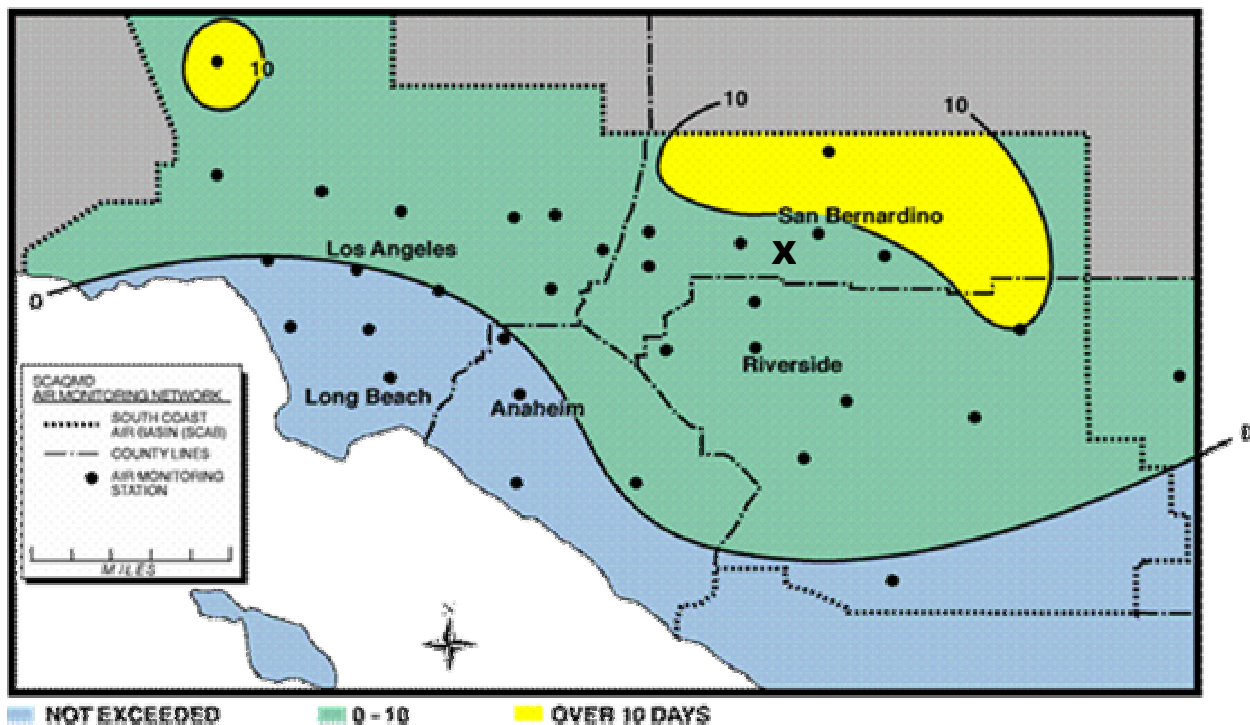 10
10
10
San Bernardino
X
Los Angeles
0
Riverside
Long Beach
Anaheim
SCAQMD
AIR MONITORING NETWORK
SOUTH COAST
AIR BASIN (SCAB)
COUNTY LINES
AIR MONITORING
STATION
MILES
NOT EXCEEDED
0 - 10
OVER 10 DAYS